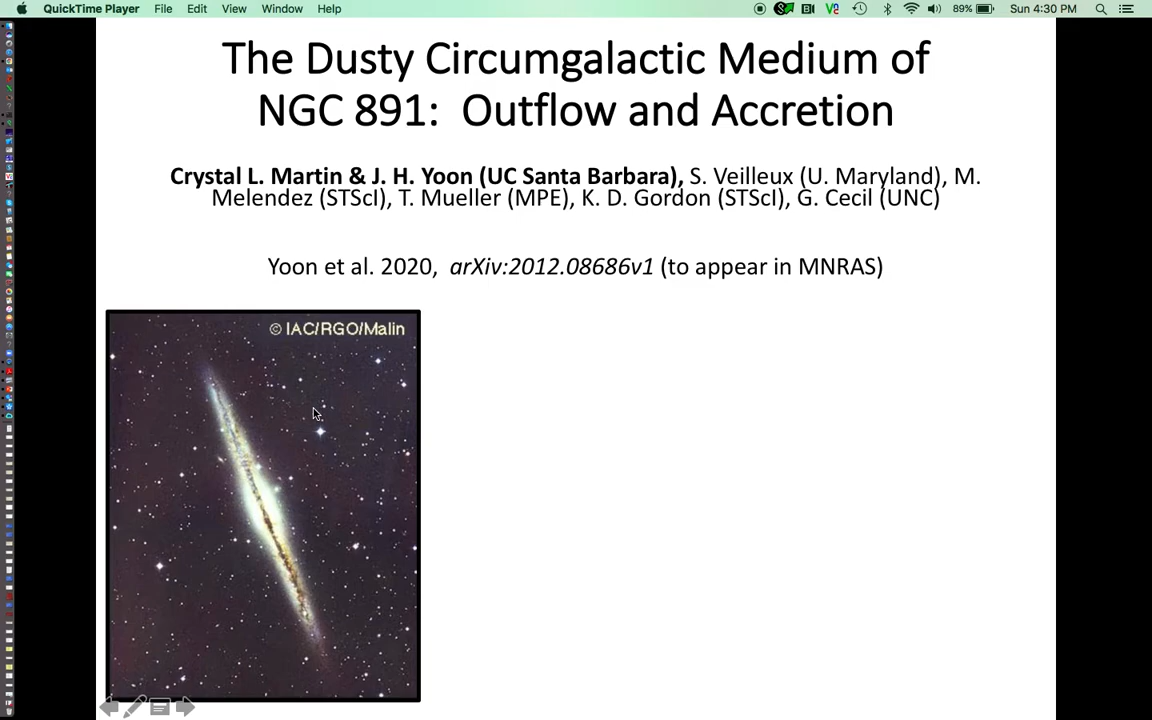 QuickTime Player File Edit View Window Help 89% Sun 4:30 PM
The Dusty Circumgalactic Medium of
NGC 891: Outflow and Accretion
Crystal L. Martin & J. H. Yoon (UC Santa Barbara), S. Veilleux (U. Maryland), M.
Melendez (STScI), T. Mueller (MPE), K. D. Gordon (STScI), G. Cecil (UNC)
Yoon et al. 2020, arXiv:2012.08686v1 (to appear in MNRAS)
© IAC/RGO/Malin